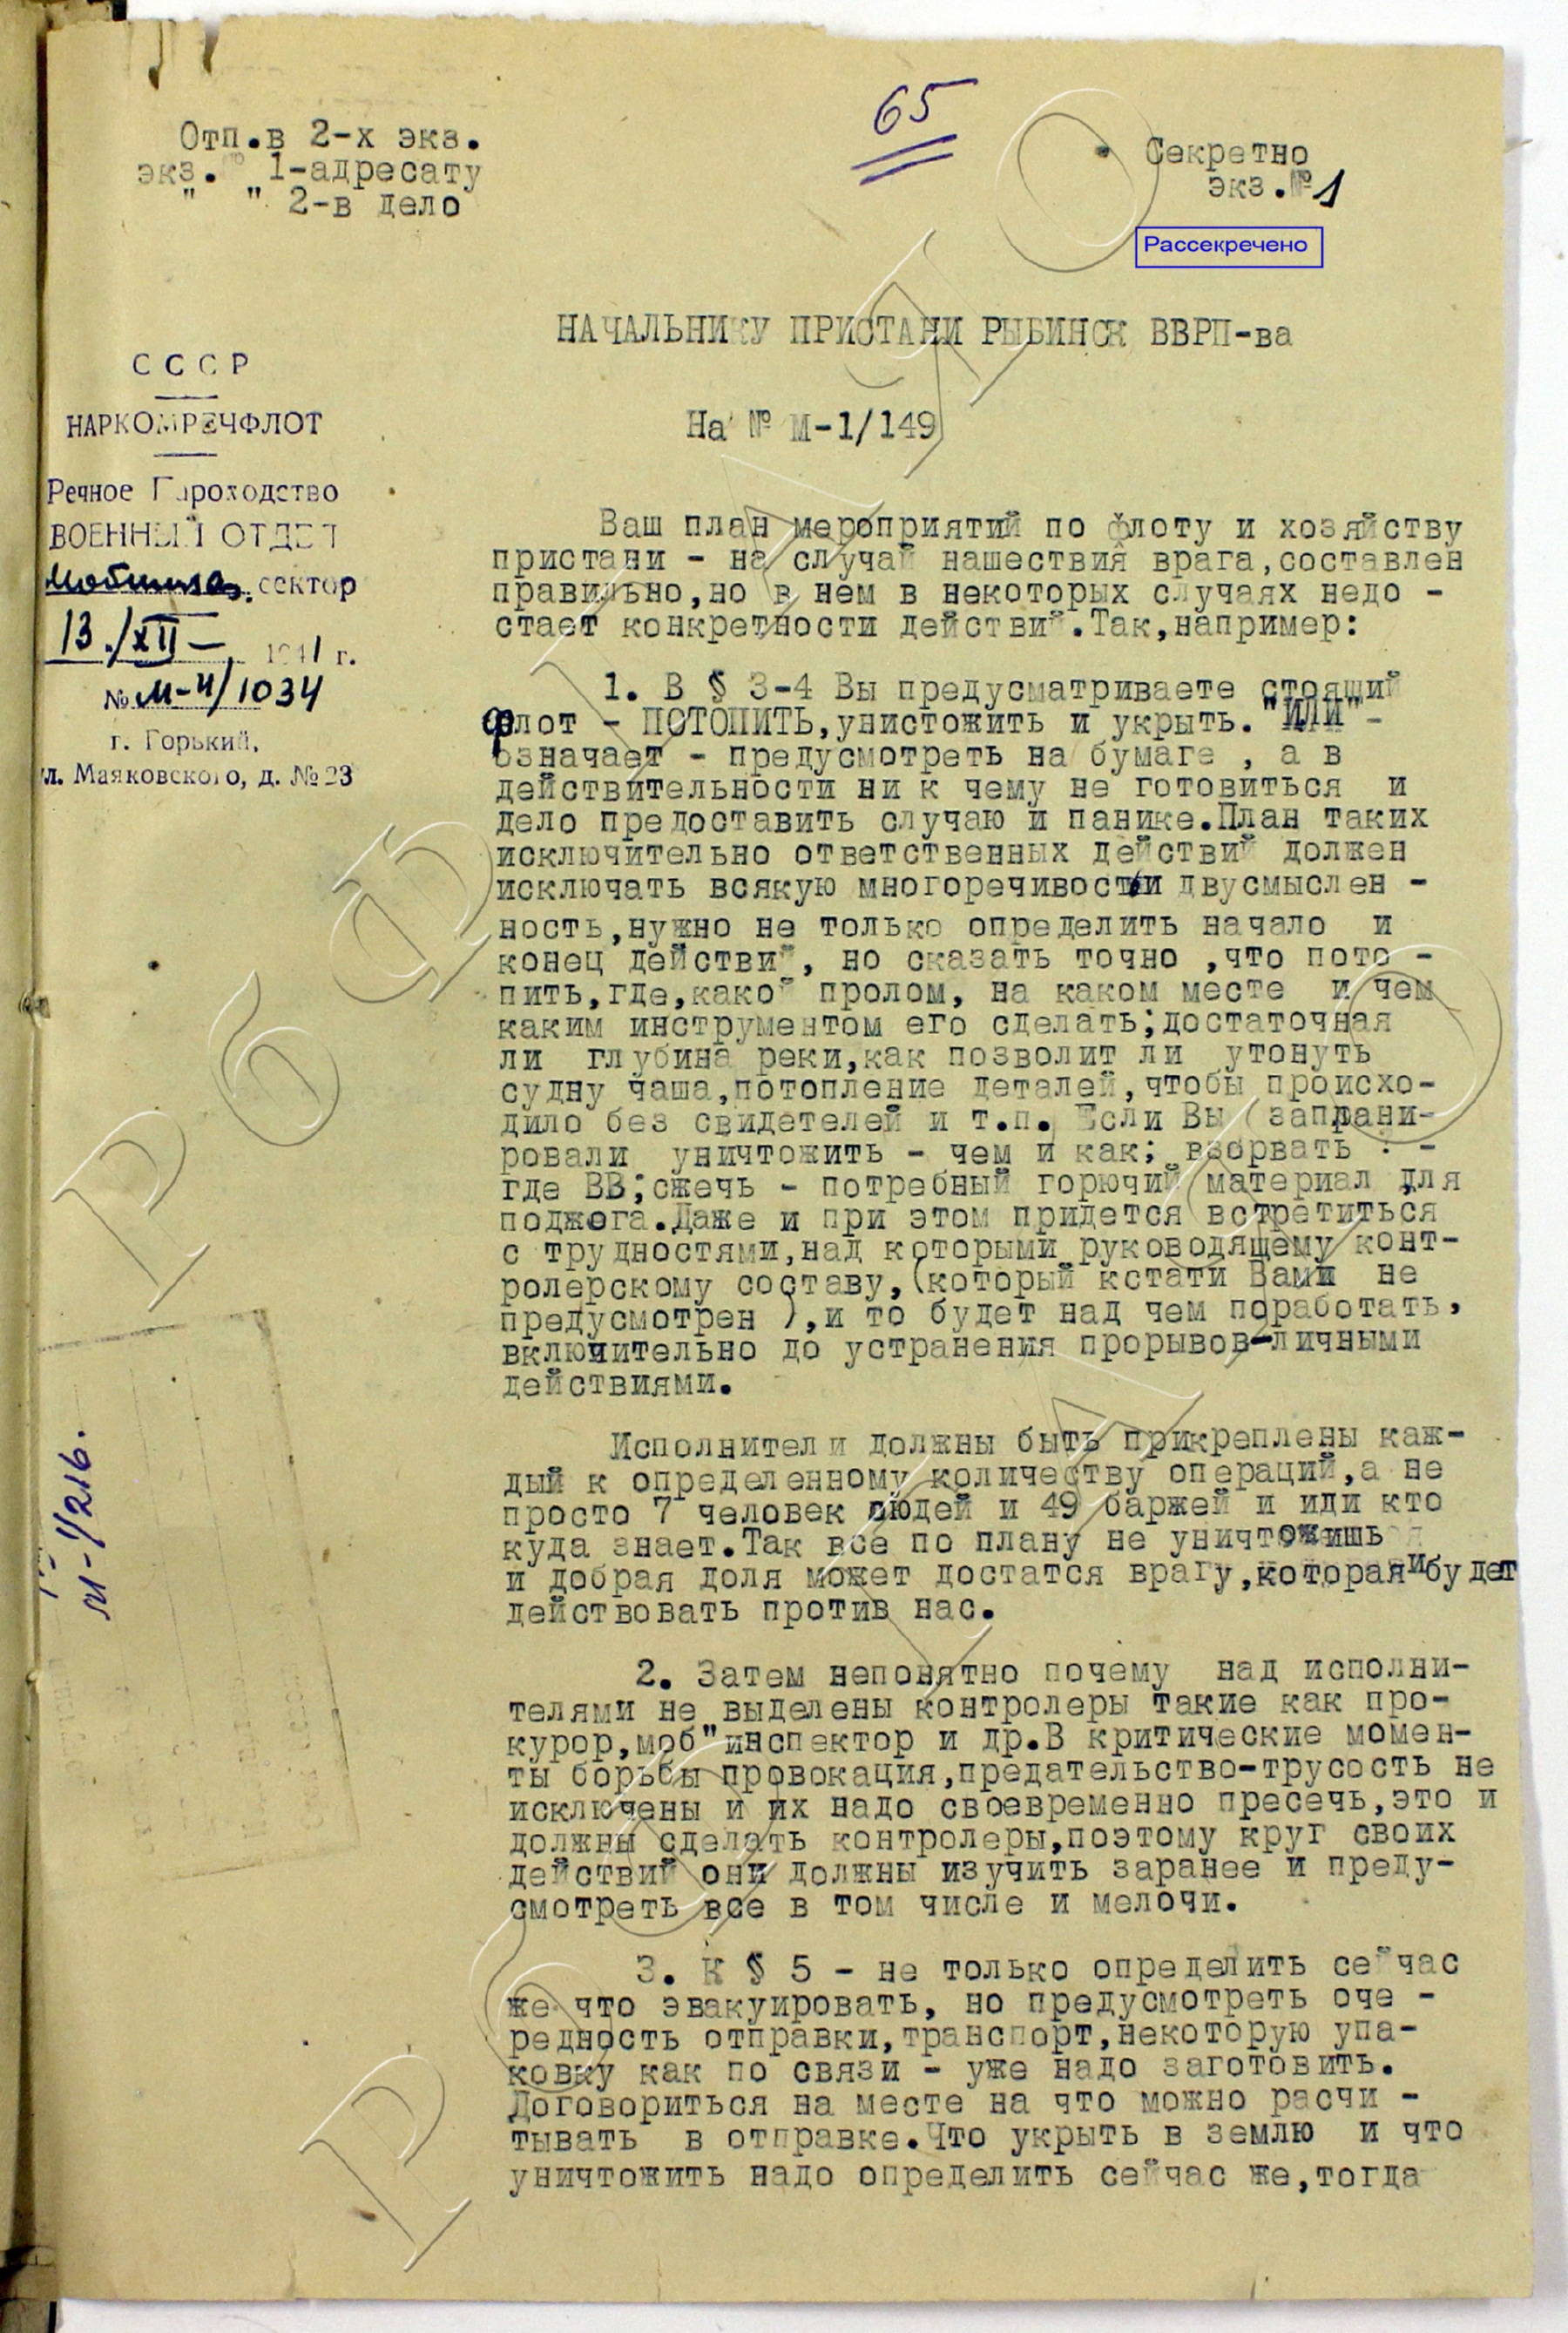 65
Отп.в 2-х экз.
экз. 1-адресату
" " 2-в дело
Секретно
экз.№ 1
Рассекречено
НАЧАЛЬНИКУ ПРИСТАНИ РЫБИНСК ВВРП-ва
На № М-1/149
СССР
НАРКОМРЕЧФЛОТ
Речное Пароходство
ВОЕННЫЙ ОТДЕЛ
сектор
13./XII- 1941 г.
№ М-4/1034
г. Горький,
ул. Маяковского, д. № 23
М-1/216.
Ваш план мероприятий по флоту и хозяйству
пристани - на случай нашествия врага,составлен
правильно,но в нем в некоторых случаях недо -
стает конкретности действий.Так,например:
1. В § 3-4 Вы предусматриваете стоящий
флот - ПОТОПИТЬ,уничтожить и укрыть."ИЛИ"-
означает - предусмотреть на бумаге , а в
действительности ни к чему не готовиться и
дело предоставить случаю и панике.План таких
исключительно ответственных действий должен
исключать всякую многоречивость и двусмыслен -
ность,нужно не только определить начало и
конец действий, но сказать точно ,что пото -
пить,где,какой пролом, на каком месте и чем
каким инструментом его сделать;достаточная
ли глубина реки,как позволит ли утонуть
судну чаша,потопление деталей,чтобы происхо-
дило без свидетелей и т.п. Если Вы заплани-
ровали уничтожить - чем и как; взорвать : -
где ВВ;сжечь - потребный горючий материал для
поджога.Даже и при этом придется встретиться
с трудностями,над которыми руководящему конт-
ролерскому составу,(который кстати Вами не
предусмотрен ),и то будет над чем поработать,
включительно до устранения прорывов-личными
действиями.
Исполнители должны быть прикреплены каж-
дый к определенному количеству операций,а не
просто 7 человек людей и 49 баржей и иди кто
куда знает.Так все по плану не уничтожишь
и добрая доля может достатся врагу,которая и будет
действовать против нас.
2. Затем непонятно почему над исполни-
телями не выделены контролеры такие как про-
курор,моб"инспектор и др.В критические момен-
ты борьбы провокация,предательство-трусость не
исключены и их надо своевременно пресечь,это и
должны сделать контролеры,поэтому круг своих
действий они должны изучить заранее и преду-
смотреть все в том числе и мелочи.
3. К § 5 - не только определить сейчас
же что эвакуировать, но предусмотреть оче -
редность отправки,транспорт,некоторую упа-
ковку как по связи - уже надо заготовить.
Договориться на месте на что можно расчи -
тывать в отправке.Что укрыть в землю и что
уничтожить надо определить сейчас же,тогда